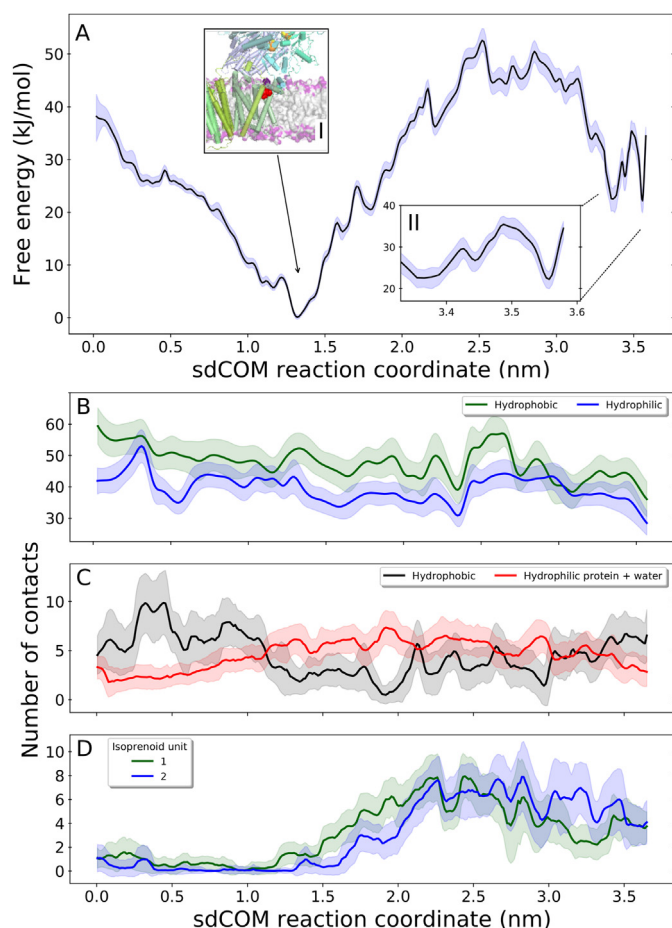 A
50
40
30
20
10
0
Free energy (kJ/mol)
I
II
40
30
20
3.4 3.5 3.6
0.0 0.5 1.0 1.5 2.0 2.5 3.0 3.5
sdCOM reaction coordinate (nm)
B
Hydrophobic Hydrophilic
60
50
40
30
C
Hydrophobic Hydrophilic protein + water
10
5
0
Number of contacts
D
Isoprenoid unit
1
2
10
8
6
4
2
0
0.0 0.5 1.0 1.5 2.0 2.5 3.0 3.5
sdCOM reaction coordinate (nm)